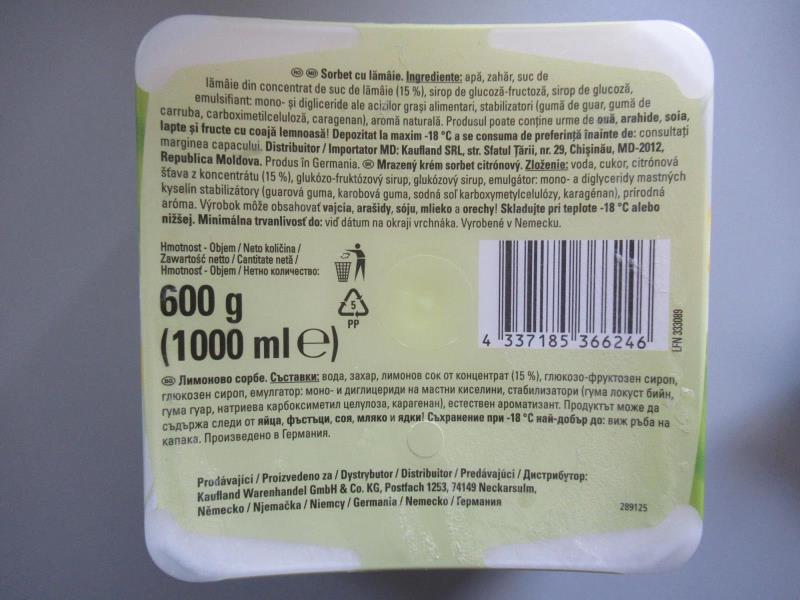 RO MD Sorbet cu lămâie. Ingrediente: apă, zahăr, suc de
lămâie din concentrat de suc de lămâie (15 %), sirop de glucoză-fructoză, sirop de glucoză,
emulsifiant: mono- și digliceride ale acizilor grași alimentari, stabilizatori (gumă de guar, gumă de
carruba, carboximetilceluloză, caragenan), aromă naturală. Produsul poate conține urme de ouă, arahide, soia,
lapte și fructe cu coajă lemnoasă! Depozitat la maxim -18 °C a se consuma de preferință înainte de: consultați
marginea capacului. Distribuitor / Importator MD: Kaufland SRL, str. Sfatul Țării, nr. 29, Chișinău, MD-2012,
Republica Moldova. Produs în Germania. SK Mrazený krém sorbet citrónový. Zloženie: voda, cukor, citrónová
šťava z koncentrátu (15 %), glukózo-fruktózový sirup, glukózový sirup, emulgátor: mono- a diglyceridy mastných
kyselín stabilizátory (guarová guma, karobová guma, sodná soľ karboxymetylcelulózy, karagénan), prírodná
aróma. Výrobok môže obsahovať vajcia, arašidy, sóju, mlieko a orechy! Skladujte pri teplote -18 °C alebo
nižšej. Minimálna trvanlivosť do: viď dátum na okraji vrchnáka. Vyrobené v Nemecku.
Hmotnost - Objem / Neto količina /
Zawartość netto / Cantitate netă /
Hmotnosť - Objem / Нетно количество:
600 g
(1000 ml ℮)
5
PP
4 337185 366246
LFN 333089
BG Лимоново сорбе. Съставки: вода, захар, лимонов сок от концентрат (15 %), глюкозо-фруктозен сироп,
глюкозен сироп, емулгатор: моно- и диглицериди на мастни киселини, стабилизатори (гума локуст бийн,
гума гуар, натриева карбоксиметил целулоза, карагенан), естествен ароматизант. Продуктът може да
съдържа следи от яйца, фъстъци, соя, мляко и ядки! Съхранение при -18 °C най-добър до: виж ръба на
капака. Произведено в Германия.
Prodávající / Proizvedeno za / Dystrybutor / Distribuitor / Predávajúci / Дистрибутор:
Kaufland Warenhandel GmbH & Co. KG, Postfach 1253, 74149 Neckarsulm,
Německo / Njemačka / Niemcy / Germania / Nemecko / Германия
289125